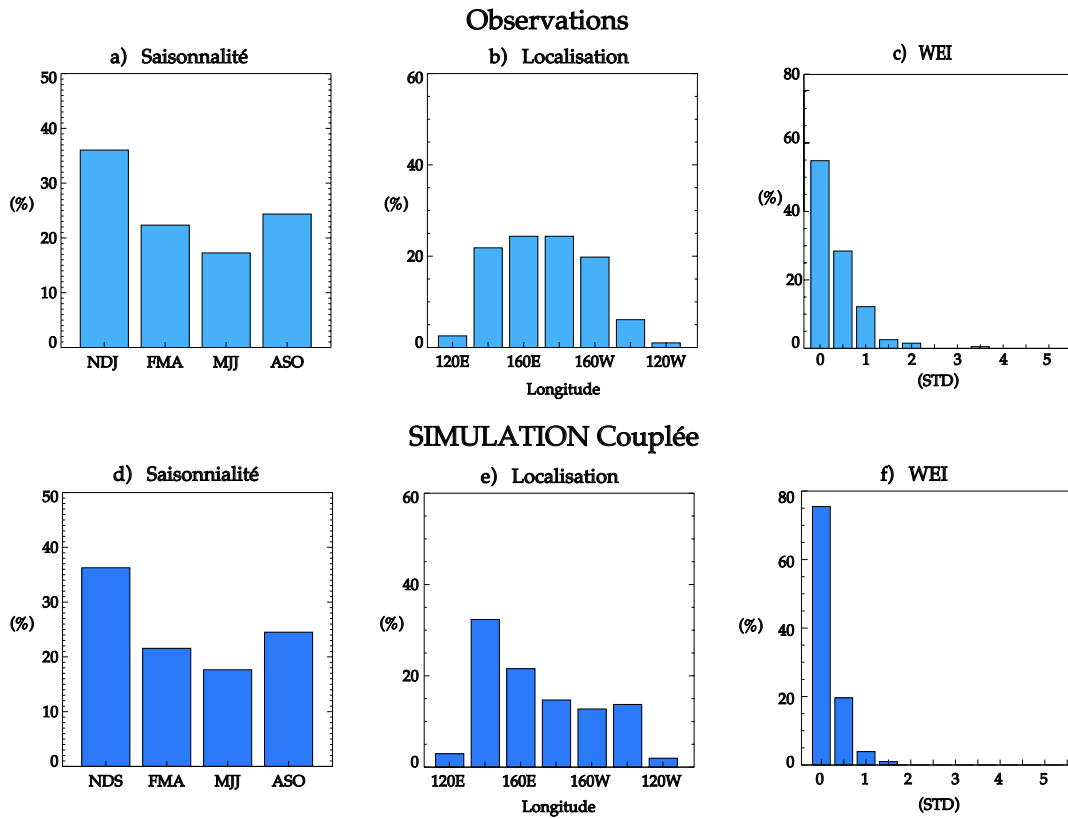 Observations
a) Saisonnalité
50
40
30
(%)
20
10
0
NDJ FMA MJJ ASO
b) Localisation
60
40
(%)
20
0
120E 160E 160W 120W
Longitude
c) WEI
80
60
(%)
40
20
0
0 1 2 3 4 5
(STD)
SIMULATION Couplée
d) Saisonnialité
50
40
30
(%)
20
10
0
NDS FMA MJJ ASO
e) Localisation
60
40
(%)
20
0
120E 160E 160W 120W
Longitude
f) WEI
80
60
(%)
40
20
0
0 1 2 3 4 5
(STD)